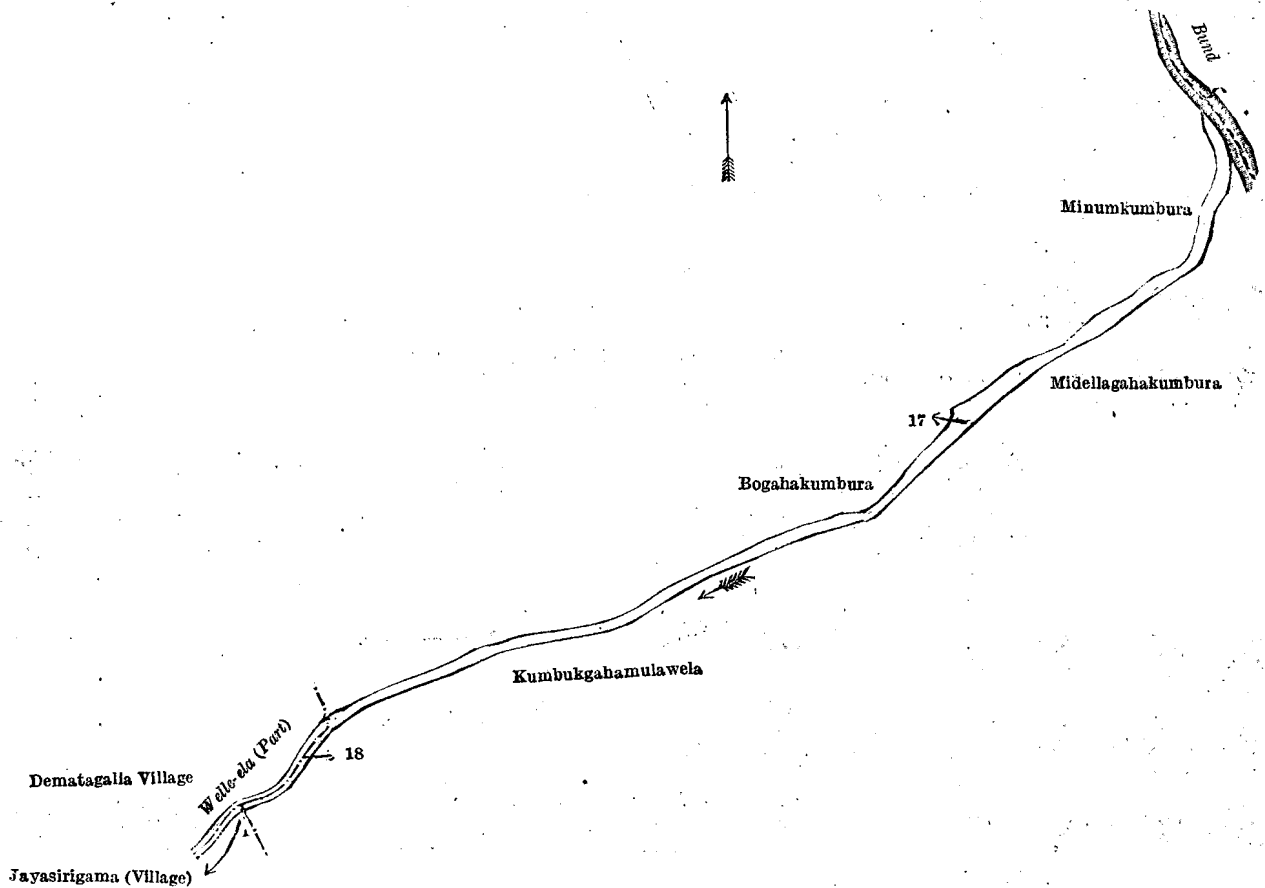 Bund
Minumkumbura
Midellagahakumbura
17
Bogahakumbura
Kumbukgahamulawela
Welle-ela (Part)
18
Dematagalla Village
Jayasirigama (Village)